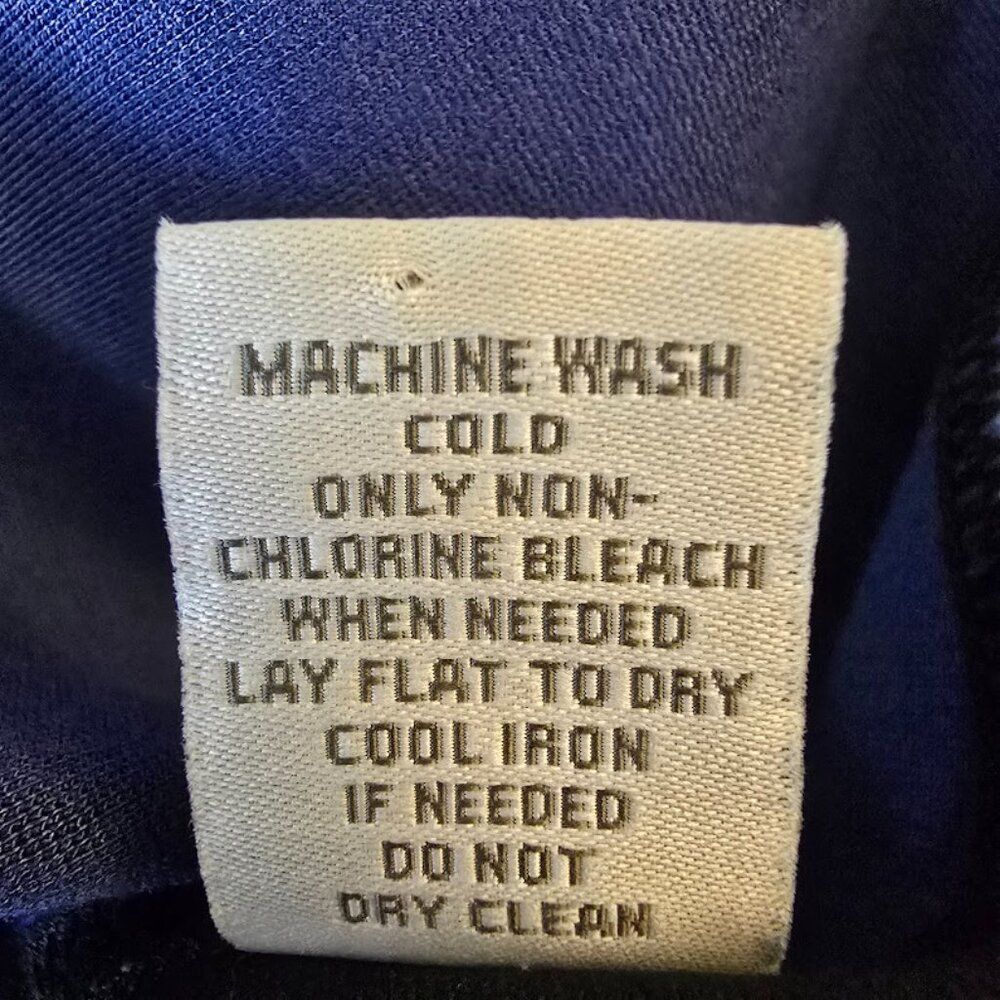 MACHINE WASH
COLD
ONLY NON-
CHLORINE BLEACH
WHEN NEEDED
LAY FLAT TO DRY
COOL IRON
IF NEEDED
DO NOT
DRY CLEAN